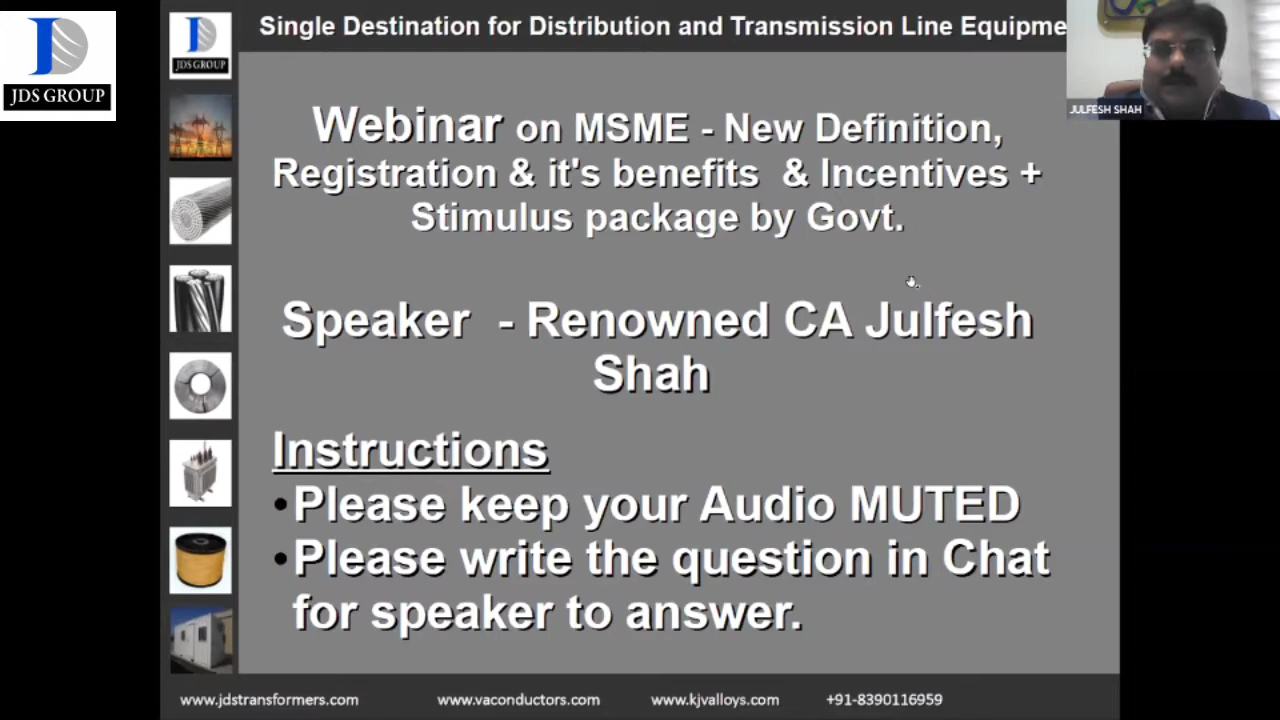 JDS GROUP
JDS GROUP
Single Destination for Distribution and Transmission Line Equipme
JULFESH SHAH
Webinar on MSME - New Definition,
Registration & it's benefits & Incentives +
Stimulus package by Govt.
Speaker - Renowned CA Julfesh
Shah
Instructions
•Please keep your Audio MUTED
•Please write the question in Chat
for speaker to answer.
www.jdstransformers.com www.vaconductors.com www.kjvalloys.com +91-8390116959